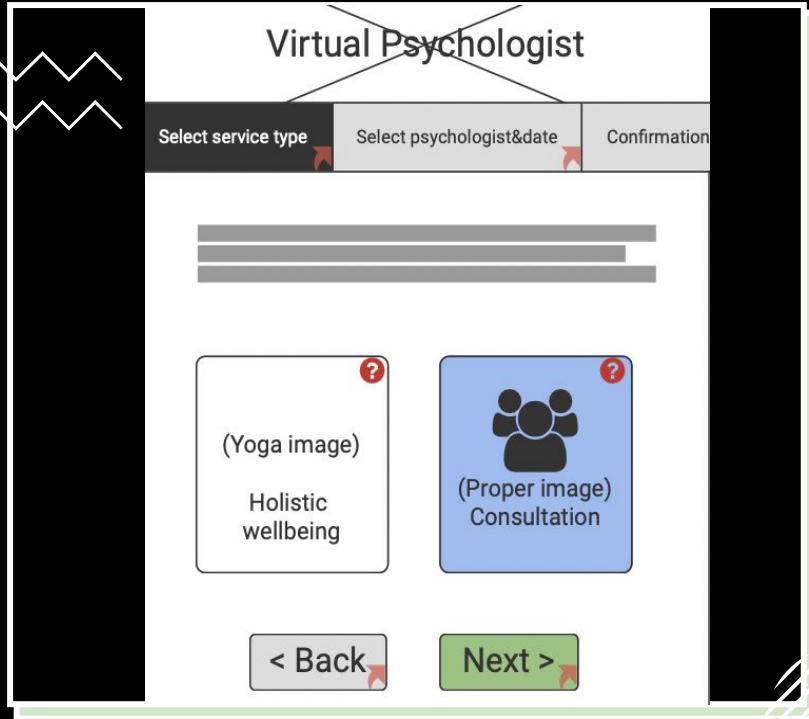 Virtual Psychologist
Select service type
Select psychologist&date
Confirmation
?
?
(Yoga image)
Holistic
wellbeing
(Proper image)
Consultation
< Back
Next >